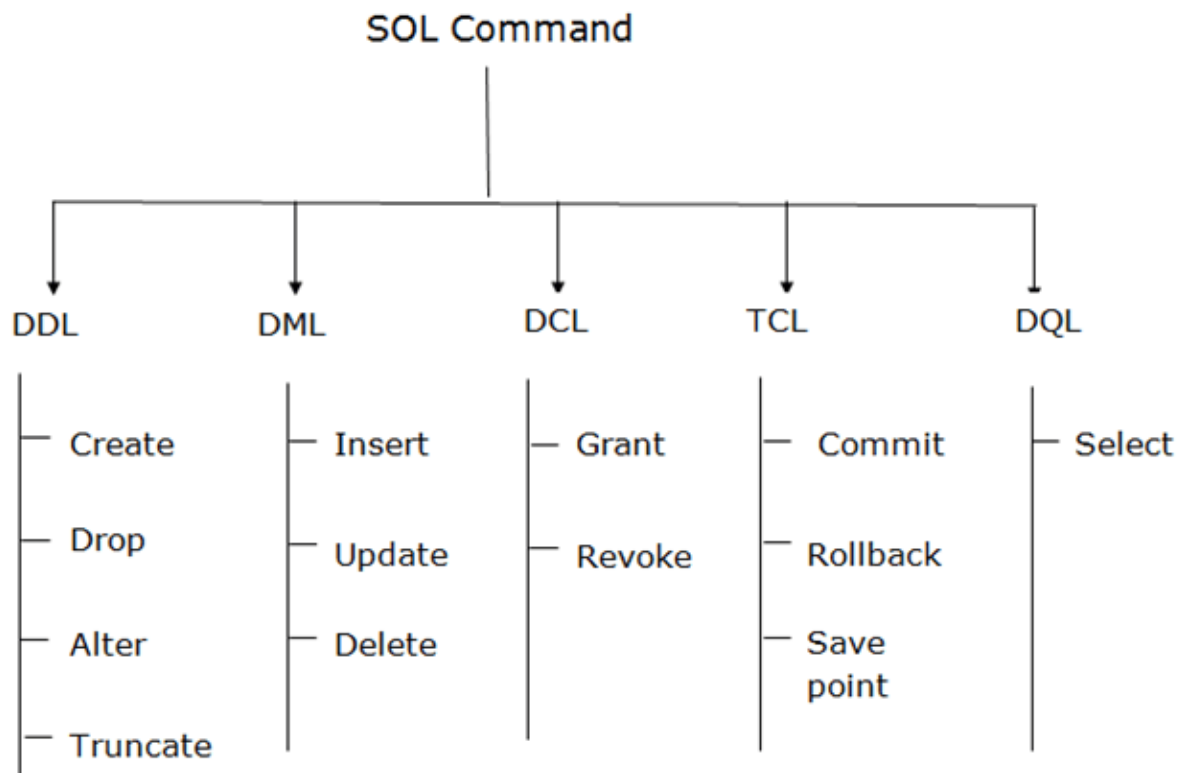 SOL Command
DDL
DML
DCL
TCL
DQL
Create
Drop
Alter
Truncate
Insert
Update
Delete
Grant
Revoke
Commit
Rollback
Save
point
Select